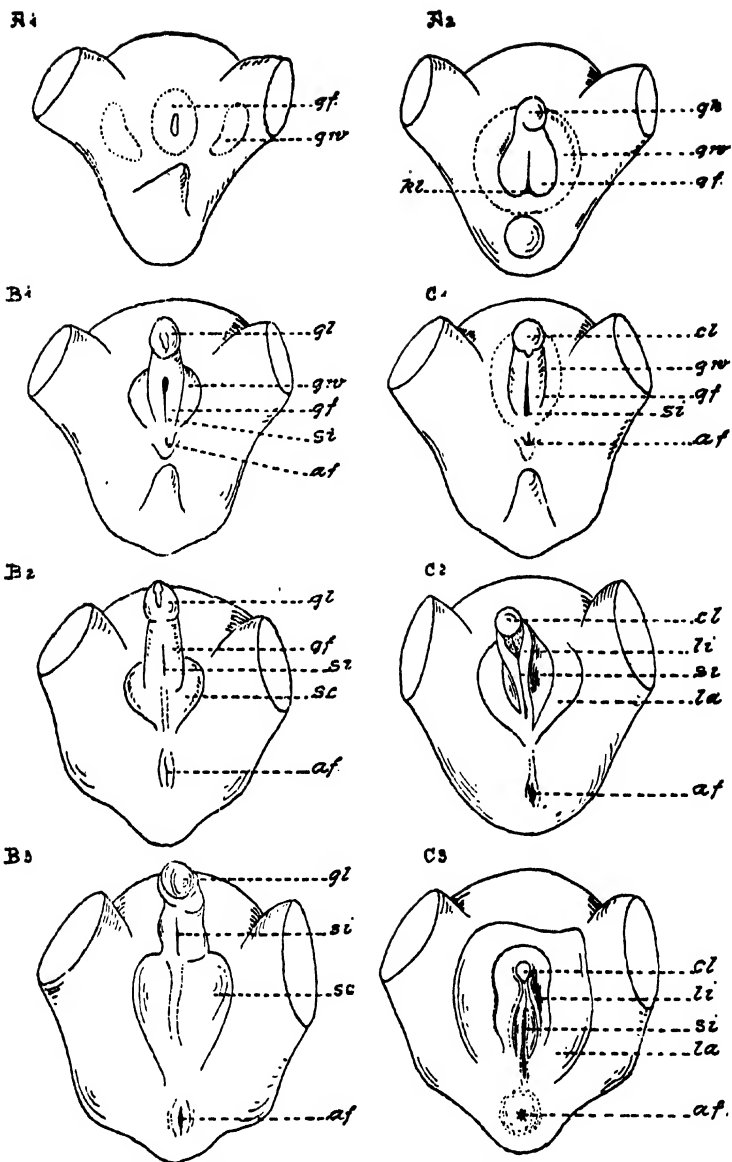 A1
gf.
gw
A2
gh
gw
gf.
kl
B1
gl
gw
gf
si
af
C1
cl
gw
gf
si
af
B2
gl
gf
si
sc
af.
C2
cl
li
si
la
af
B3
gl
si
sc
af
C3
cl
li
si
la
af.